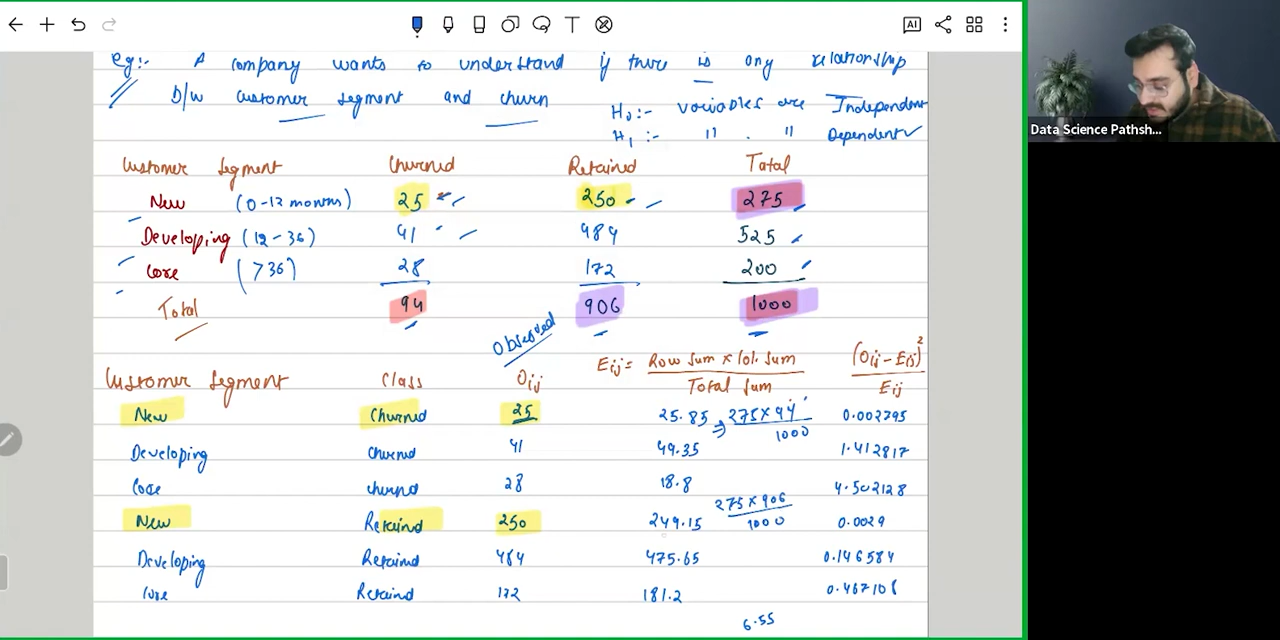 AI
eg:- A company wants to understand if there is any relationship
b/w customer segment and churn
H0:- variables are Independent
H1:- " . " Dependent
Customer Segment Churned Retained Total
New (0-12 months) 25 250 275
Developing (12-36) 41 484 525
Core (>36) 28 172 200
Total 94 906 1000
Observed
Customer Segment Class Oij Eij = Row sum x Col. sum / Total sum (Oij - Eij)² / Eij
New Churned 25 25.85 ⇒ 275 x 94 / 1000 0.002795
Developing churned 41 49.35 1.412817
Core churnd 28 18.8 4.502128
New Retained 250 249.15 275 x 906 / 1000 0.0029
Developing Retained 484 475.65 0.146584
Core Retained 172 181.2 0.467108
6.55
Data Science Pathsh...